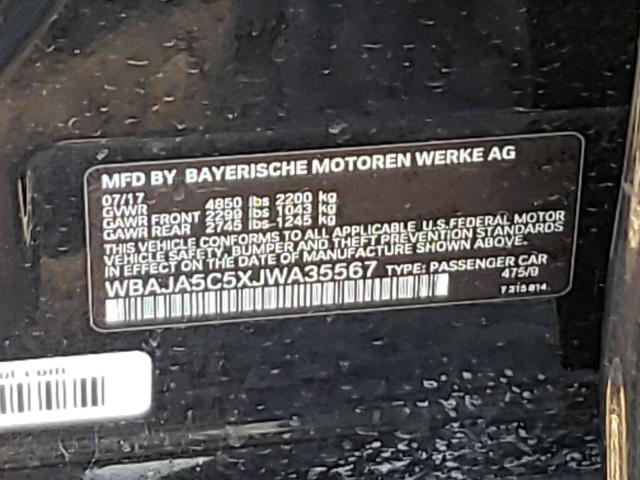 MFD BY BAYERISCHE MOTOREN WERKE AG
07/17
GVWR 4850 lbs 2200 kg
GAWR FRONT 2299 lbs 1043 kg
GAWR REAR 2745 lbs 1245 kg
THIS VEHICLE CONFORMS TO ALL APPLICABLE U.S.FEDERAL MOTOR
VEHICLE SAFETY, BUMPER AND THEFT PREVENTION STANDARDS
IN EFFECT ON THE DATE OF MANUFACTURE SHOWN ABOVE.
WBAJA5C5XJWA35567 TYPE: PASSENGER CAR
475/9